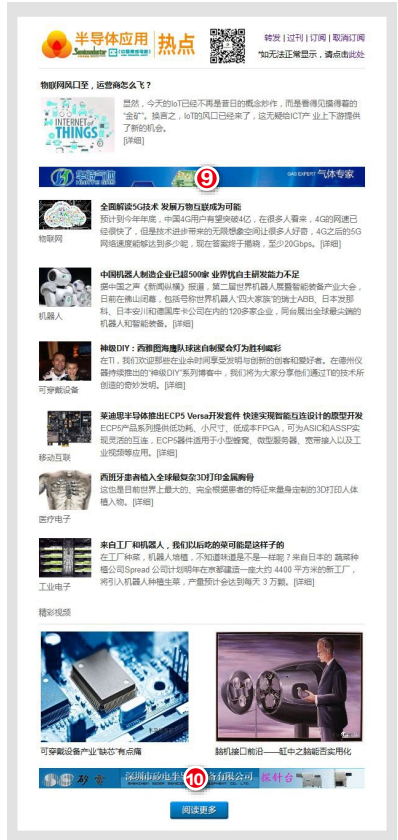 半导体应用
热点
转发 | 过刊 | 订阅 | 取消订阅
*如无法正常显示，请点击此处
物联网风口至，运营商怎么飞？
INTERNET
OF
THINGS
显然，今天的IoT已经不再是昔日的概念炒作，而是看得见摸得着的
“金矿”。换言之，IoT的风口已经来了，这无疑给ICT产 业上下游提供
了新的机会。
[详细]
⑨
GAS EXPERT 气体专家
全面解读5G技术 发展万物互联成为可能
预计到今年年底，中国4G用户有望突破4亿，在很多人看来，4G的网速已
经很快了，但是技术进步带来的无限想象空间让很多人好奇，4G之后的5G
网络速度能够达到多少呢，现在答案终于揭晓，至少20Gbps。[详细]
物联网
中国机器人制造企业已超500家 业界忧自主研发能力不足
据中国之声《新闻纵横》报道，第二届世界机器人展暨智能装备产业大会，
日前在佛山闭幕，包括号称世界机器人“四大家族”的瑞士ABB、日本发那
科、日本安川和德国库卡公司在内的120多家企业，同台展出全球最尖端的
机器人和智能装备。[详细]
机器人
神级DIY：西雅图海鹰队球迷自制聚会灯为胜利喝彩
在TI，我们欢迎那些在业余时间享受发明与创新的创客和爱好者。在德州仪
器持续推出的“神级DIY”系列博客中，我们将为大家分享他们通过TI的技术所
创造的奇妙发明。[详细]
可穿戴设备
莱迪思半导体推出ECP5 Versa开发套件 快速实现智能互连设计的原型开发
ECP5产品系列提供低功耗、小尺寸、低成本FPGA，可为ASIC和ASSP实
现灵活的互连，ECP5器件适用于小型蜂窝、微型服务器、宽带接入以及工
业视频等应用。[详细]
移动互联
西班牙患者植入全球最复杂3D打印金属胸骨
这也是目前世界上最大的、完全根据患者的特征来量身定制的3D打印人体
植入物。[详细]
医疗电子
来自工厂和机器人，我们以后吃的菜可能是这样子的
在工厂种菜，机器人培植，不知道味道是不是一样呢？来自日本的 蔬菜种
植公司Spread 公司计划明年在京都建造一座大约 4400 平方米的新工厂，
将引入机器人种植生菜，产量预计会达到每天 3 万颗。[详细]
工业电子
精彩视频
可穿戴设备产业“缺芯”有点痛
脑机接口前沿——缸中之脑能否实用化
矽電
深圳市矽电半
备有限公司
探针台
⑩
阅读更多